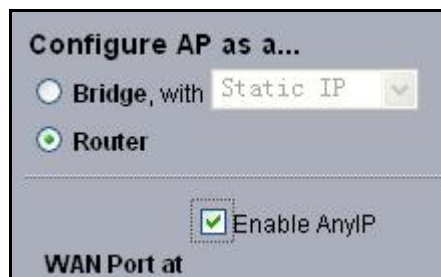 Configure AP as a...
Bridge, with Static IP
Router
Enable AnyIP
WAN Port at